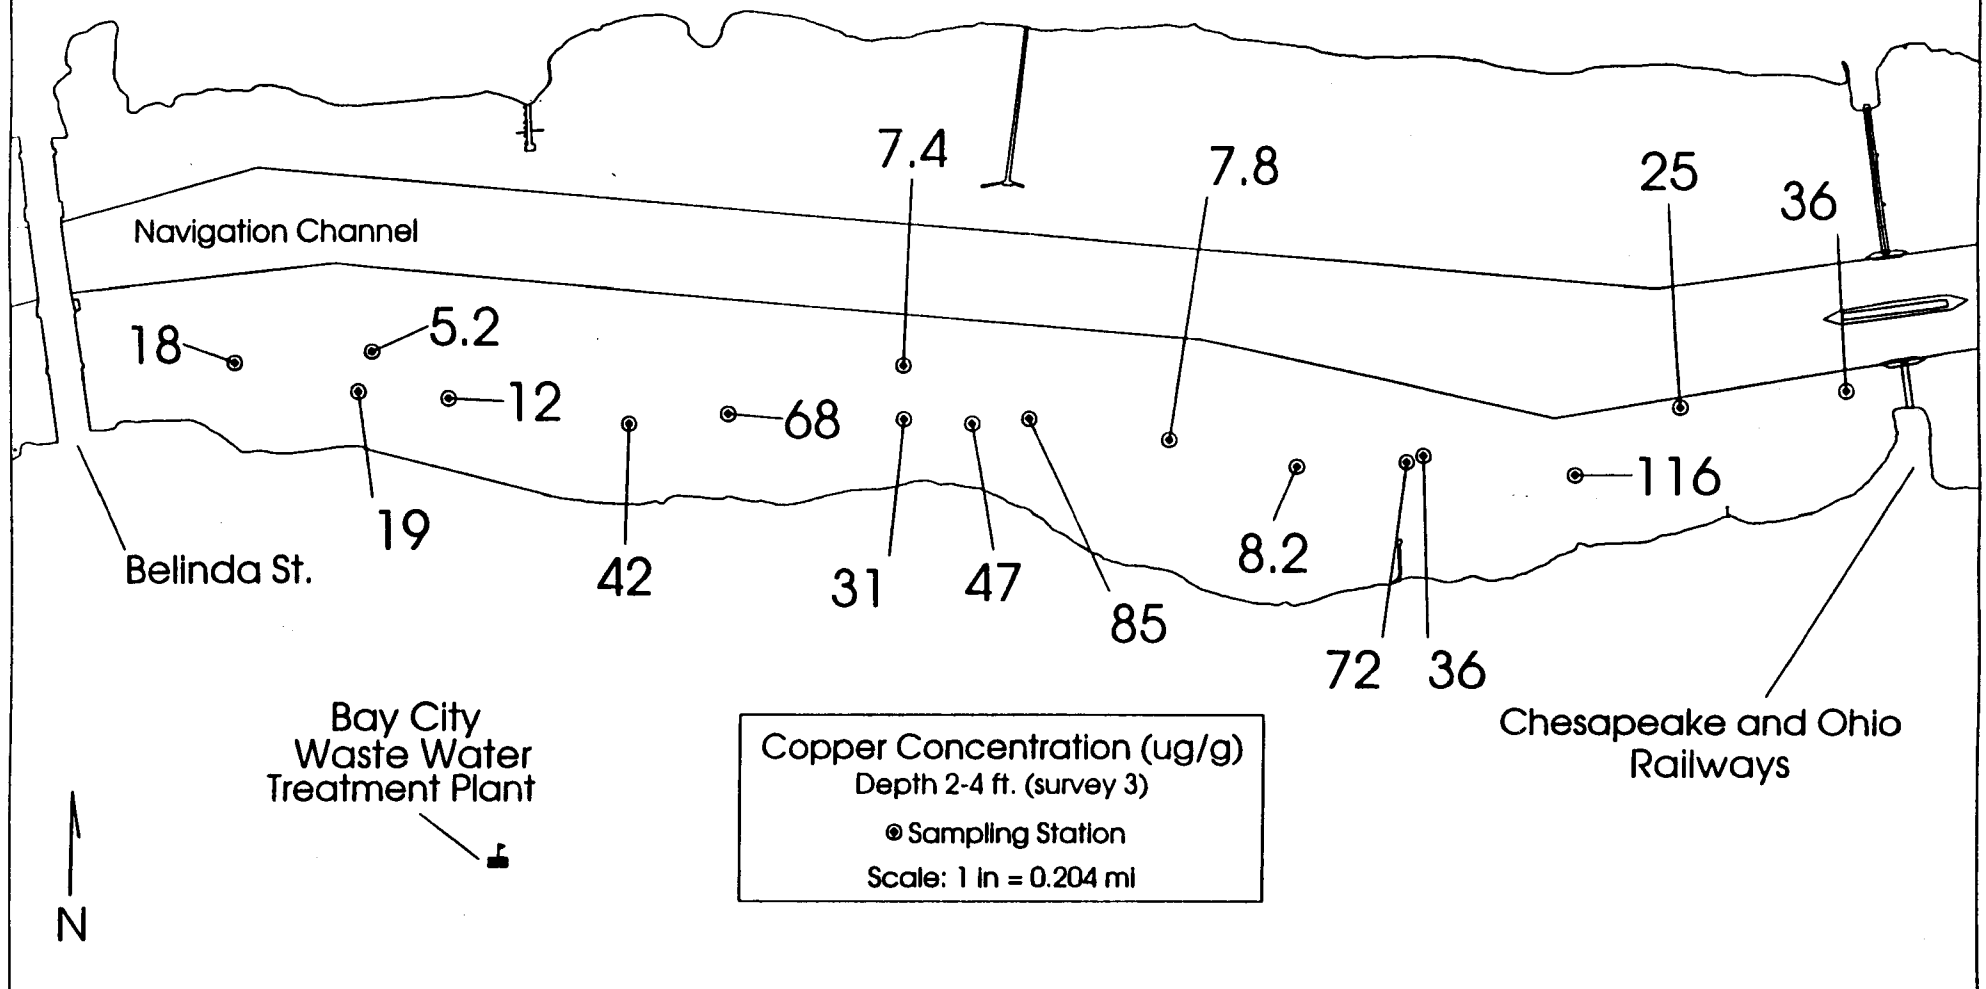 7.4
7.8
25
36
Navigation Channel
18
5.2
12
68
116
19
42
31
47
85
8.2
72
36
Belinda St.
Bay City
Waste Water
Treatment Plant
Copper Concentration (ug/g)
Depth 2-4 ft. (survey 3)
Sampling Station
Scale: 1 in = 0.204 mi
Chesapeake and Ohio
Railways
N